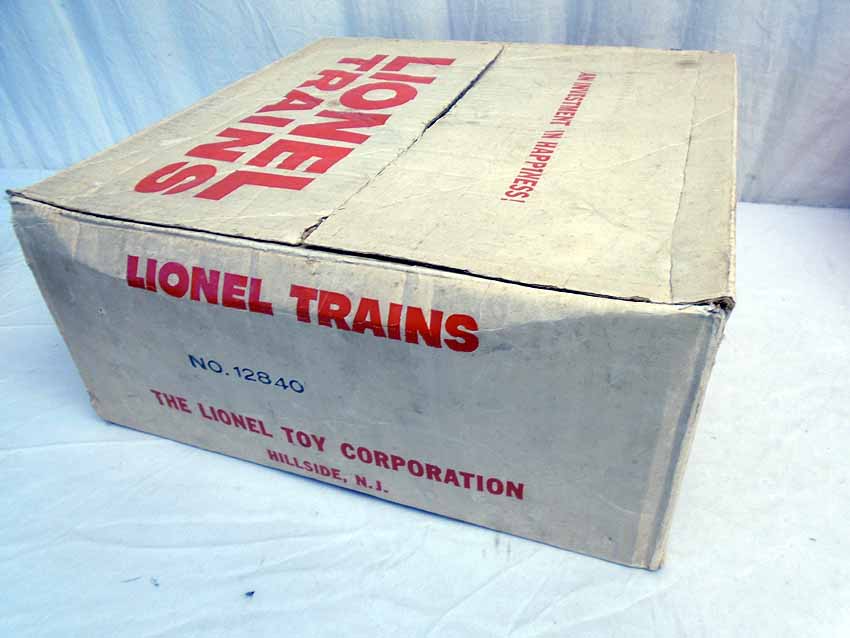 LIONEL
TRAINS
AN INVESTMENT IN HAPPINESS!
LIONEL TRAINS
NO. 12840
THE LIONEL TOY CORPORATION
HILLSIDE, N.J.